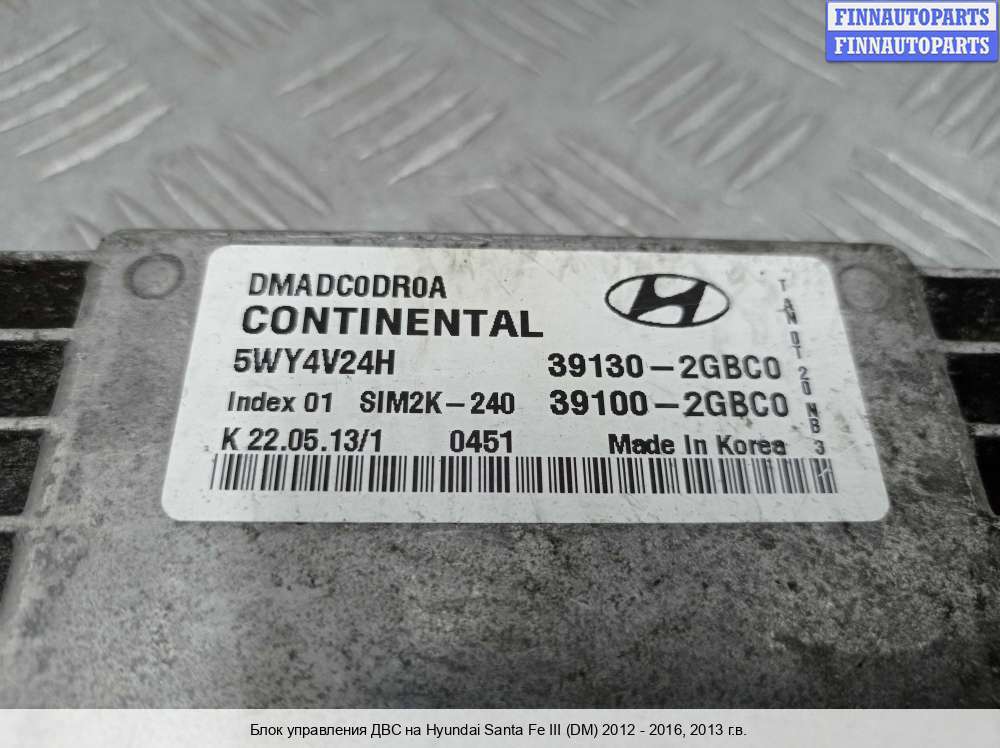 FINNAUTOPARTS
FINNAUTOPARTS
DMADC0DR0A
CONTINENTAL
5WY4V24H 39130-2GBC0
Index 01 SIM2K-240 39100-2GBC0
K 22.05.13/1 0451 Made In Korea
Блок управления ДВС на Hyundai Santa Fe III (DM) 2012 - 2016, 2013 г.в.